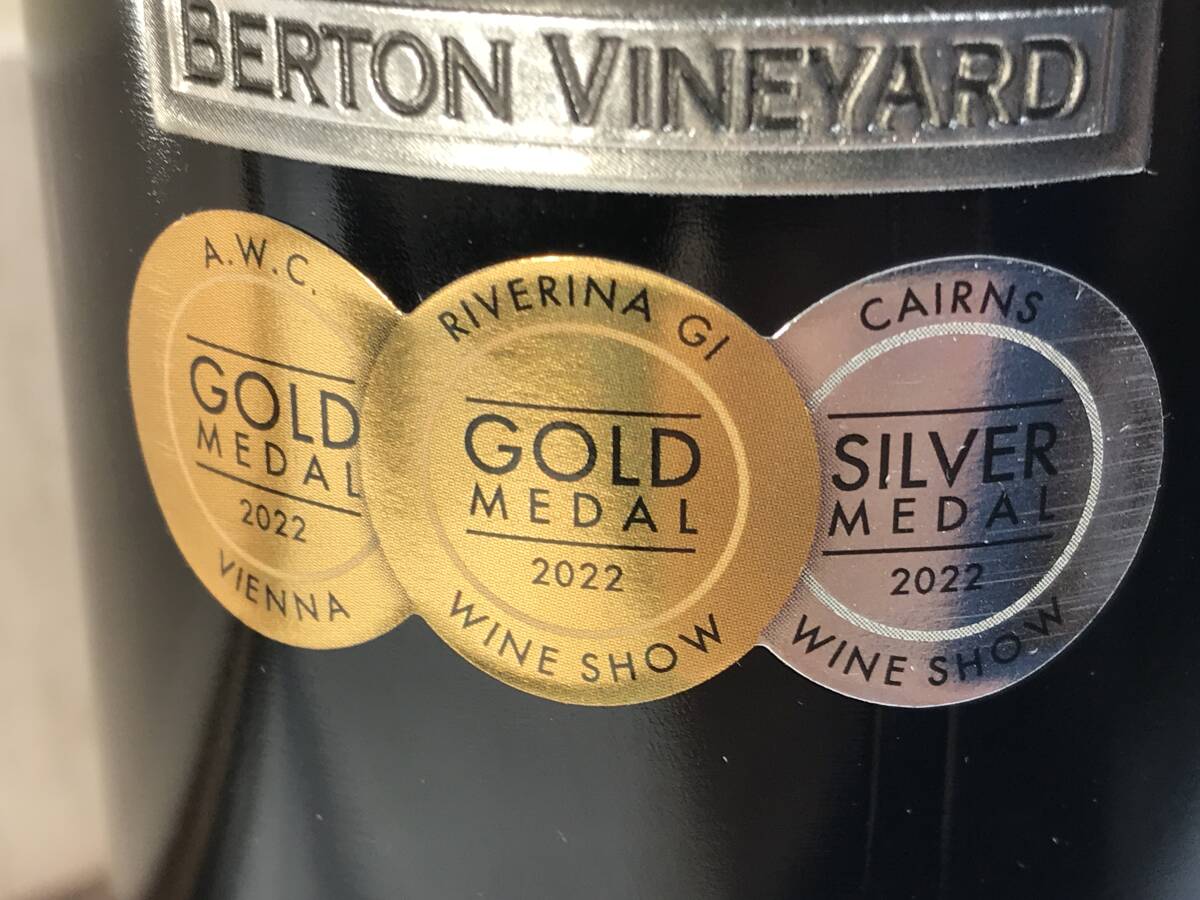 BERTON VINEYARD
A.W.C.
GOLD
MEDAL
2022
VIENNA
RIVERINA GI
GOLD
MEDAL
2022
WINE SHOW
CAIRNS
SILVER
MEDAL
2022
WINE SHOW